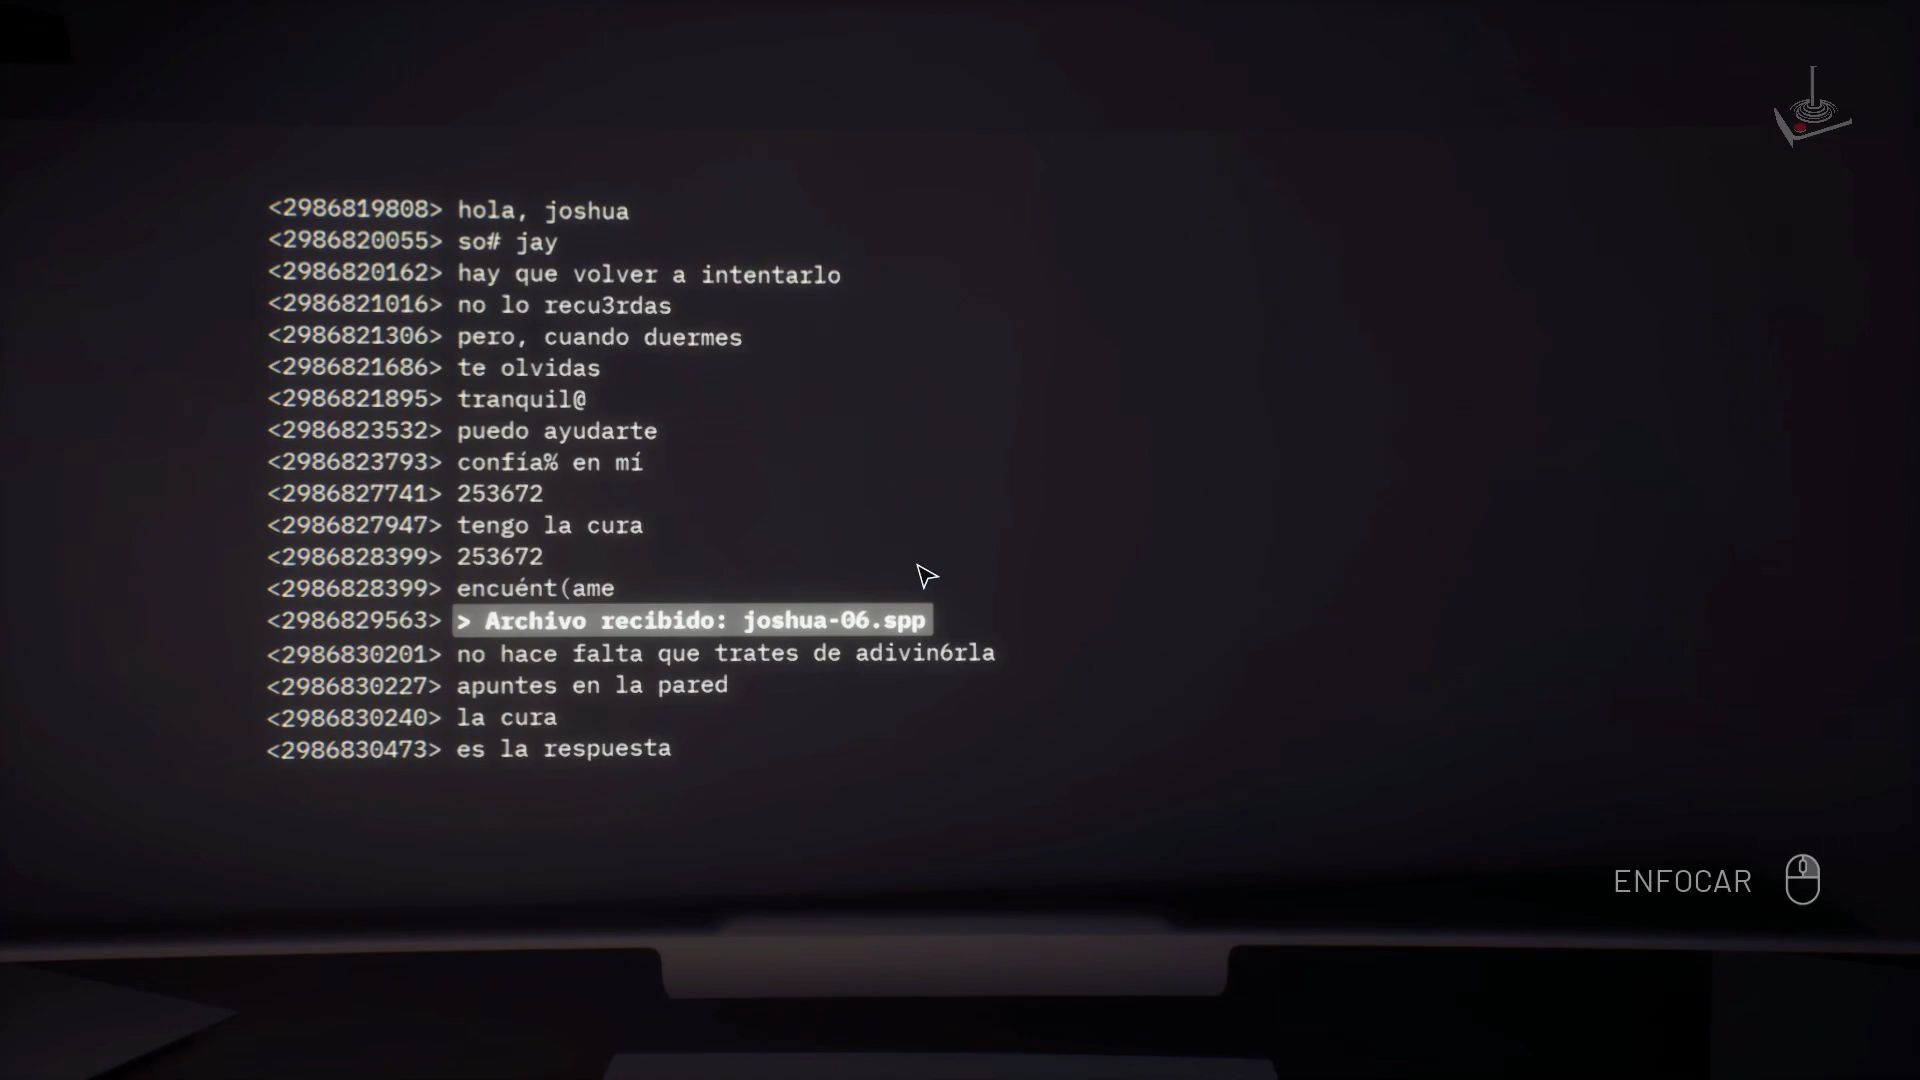 <2986819808> hola, joshua
<2986820055> so# jay
<2986820162> hay que volver a intentarlo
<2986821016> no lo recu3rdas
<2986821306> pero, cuando duermes
<2986821686> te olvidas
<2986821895> tranquil@
<2986823532> puedo ayudarte
<2986823793> confía% en mí
<2986827741> 253672
<2986827947> tengo la cura
<2986828399> 253672
<2986828399> encuént(ame
<2986829563> > Archivo recibido: joshua-06.spp
<2986830201> no hace falta que trates de adivin6rla
<2986830227> apuntes en la pared
<2986830240> la cura
<2986830473> es la respuesta
ENFOCAR